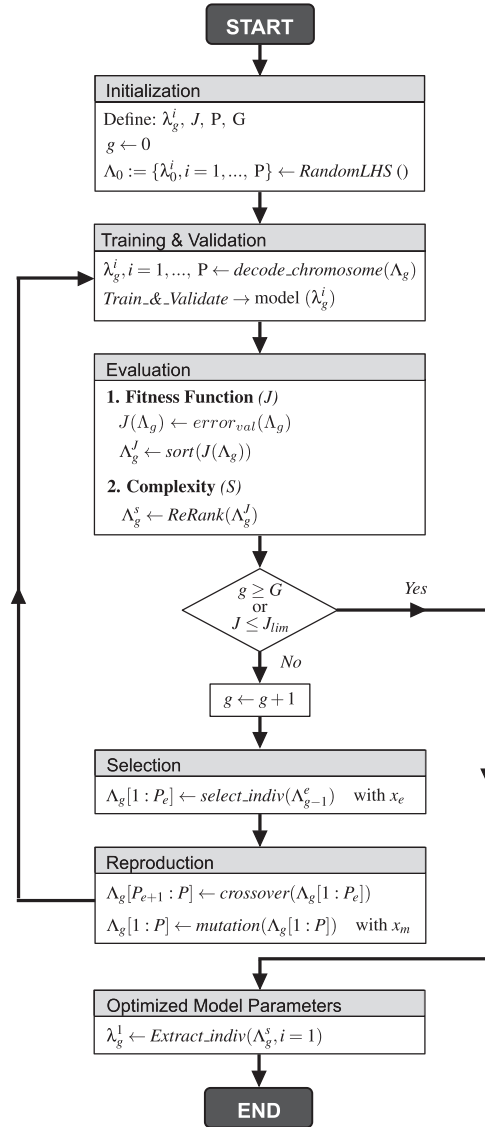 START
Initialization
Define: λ_g^i, J, P, G
g ← 0
Λ_0 := {λ_0^i, i = 1, ..., P} ← RandomLHS ()
Training & Validation
λ_g^i, i = 1, ..., P ← decode_chromosome(Λ_g)
Train_&_Validate → model (λ_g^i)
Evaluation
1. Fitness Function (J)
J(Λ_g) ← error_val(Λ_g)
Λ_g^J ← sort(J(Λ_g))
2. Complexity (S)
Λ_g^s ← ReRank(Λ_g^J)
g ≥ G
or
J ≤ J_lim
Yes
No
g ← g + 1
Selection
Λ_g[1 : P_e] ← select_indiv(Λ_{g-1}^e) with x_e
Reproduction
Λ_g[P_{e+1} : P] ← crossover(Λ_g[1 : P_e])
Λ_g[1 : P] ← mutation(Λ_g[1 : P]) with x_m
Optimized Model Parameters
λ_g^1 ← Extract_indiv(Λ_g^s, i = 1)
END